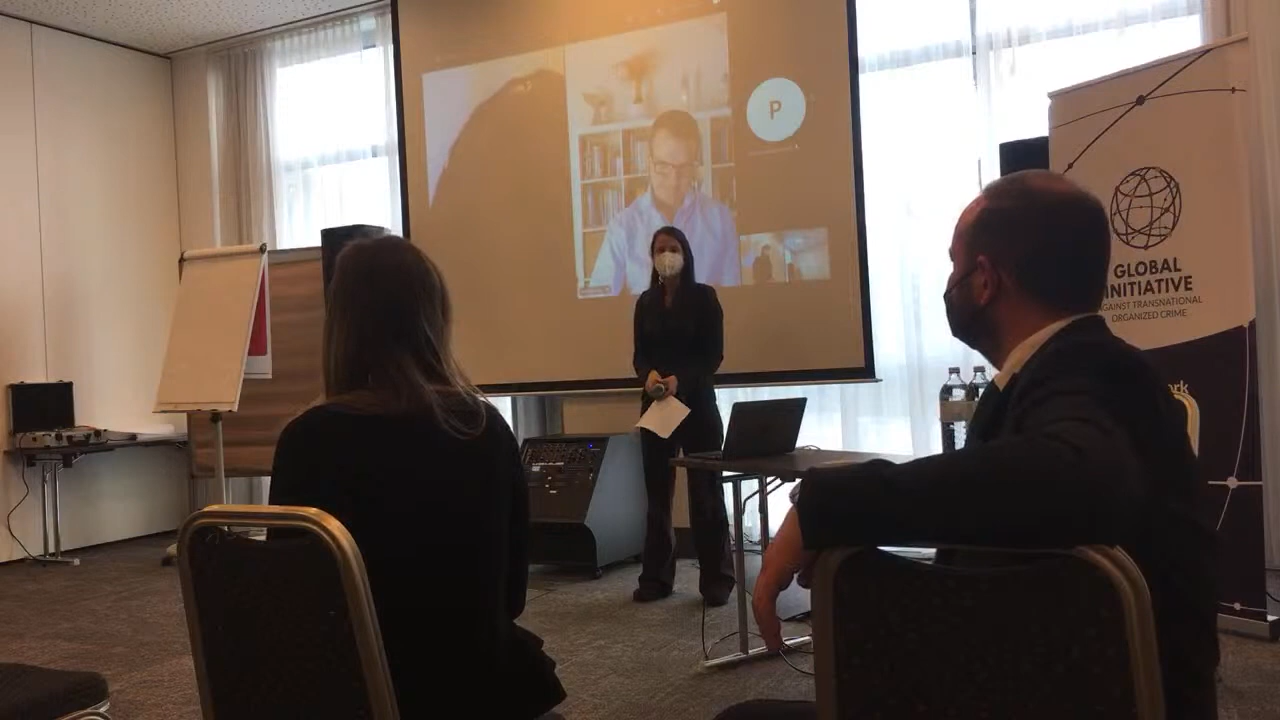 P
GLOBAL
INITIATIVE
AGAINST TRANSNATIONAL
ORGANIZED CRIME